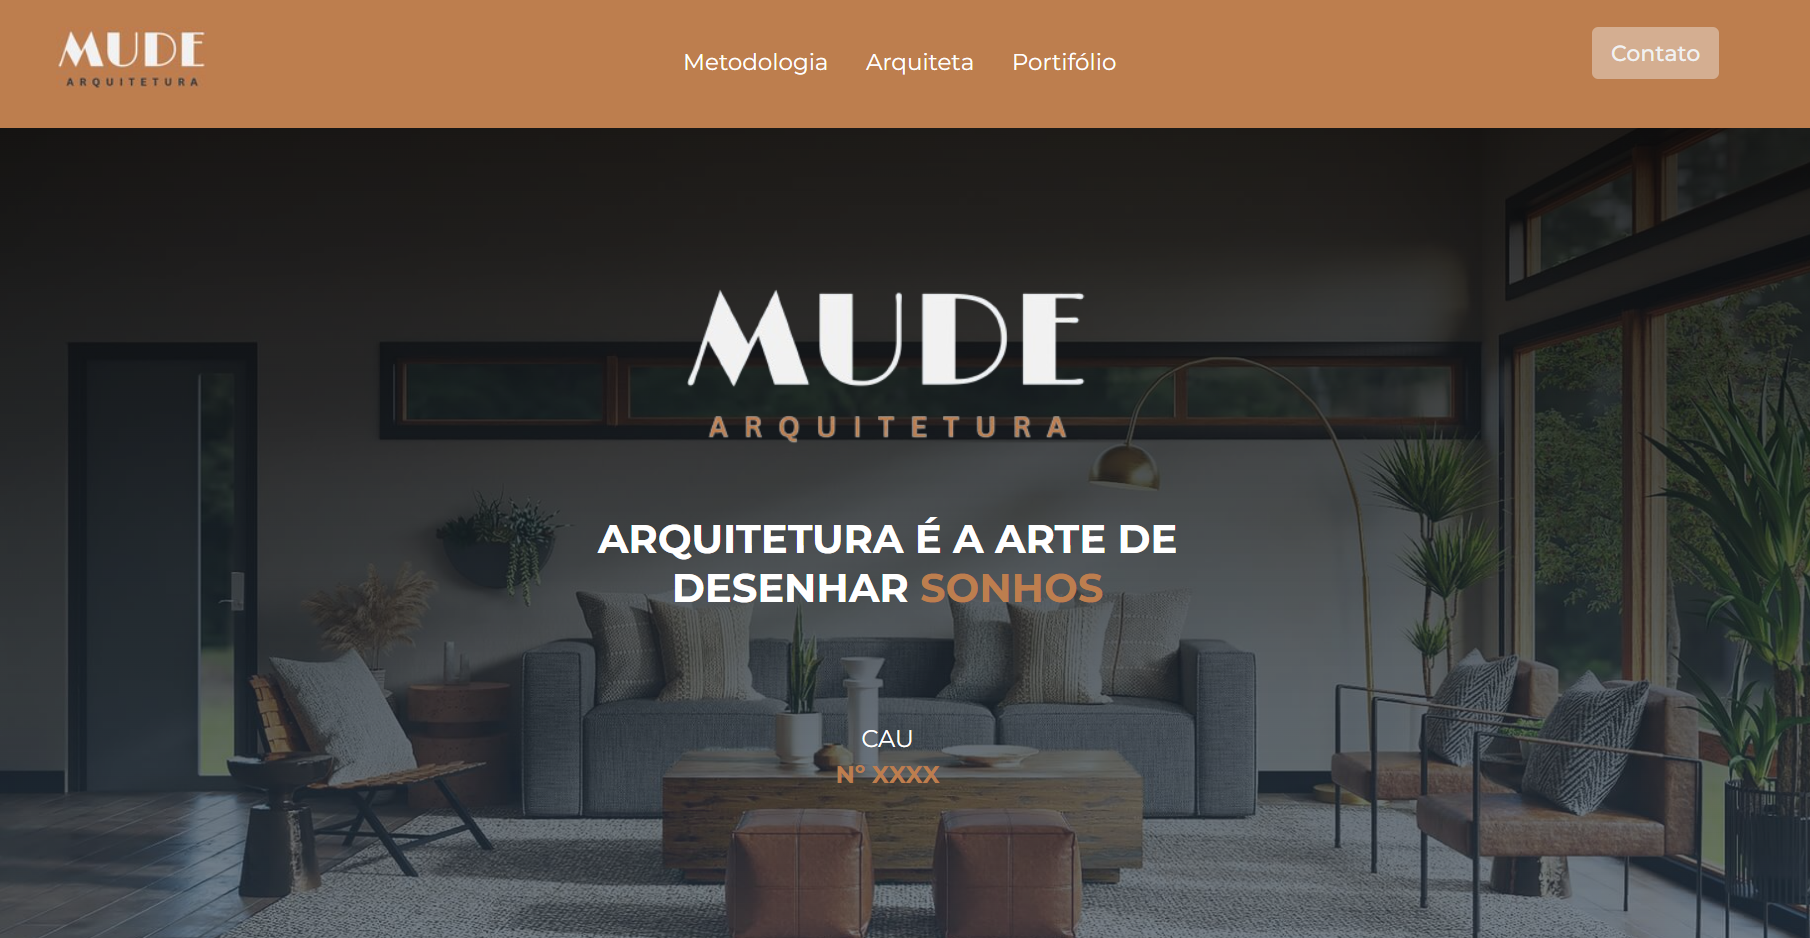 MUDE
ARQUITETURA
Metodologia Arquiteta Portifólio
Contato
MUDE
ARQUITETURA
ARQUITETURA É A ARTE DE
DESENHAR SONHOS
CAU
Nº XXXX